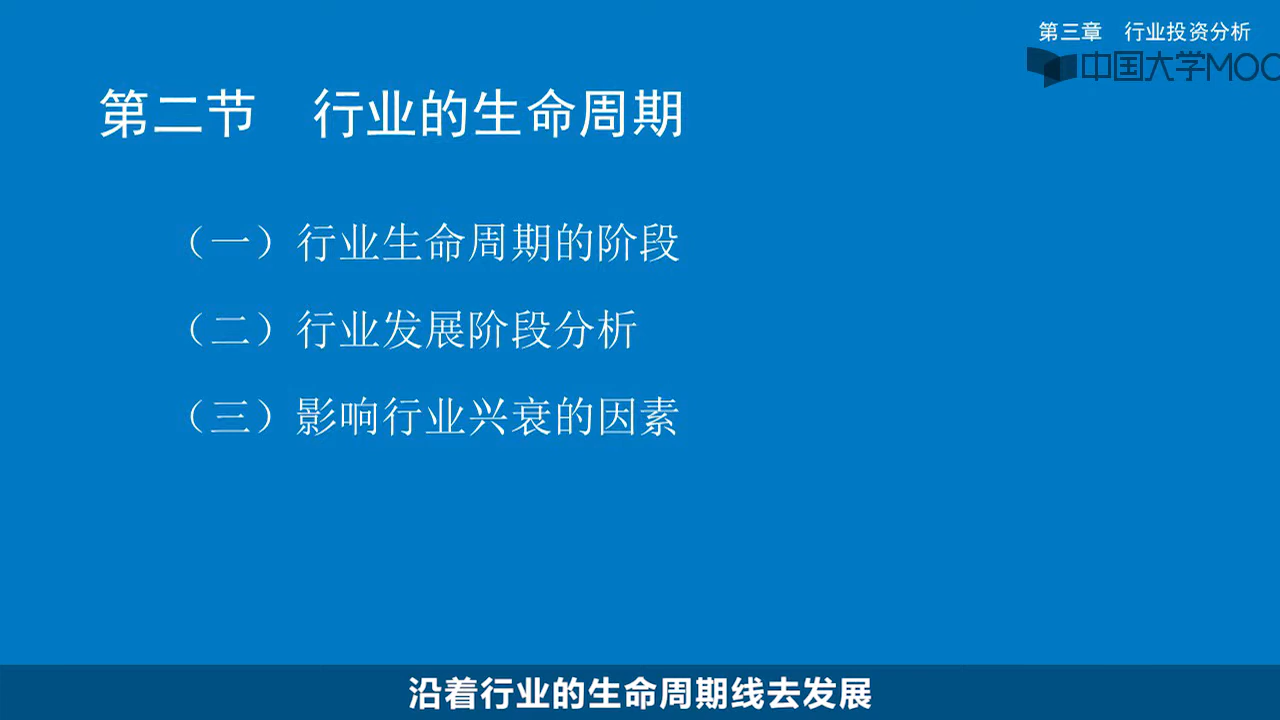 第三章 行业投资分析
中国大学MOOC
第二节 行业的生命周期
（一）行业生命周期的阶段
（二）行业发展阶段分析
（三）影响行业兴衰的因素
沿着行业的生命周期线去发展